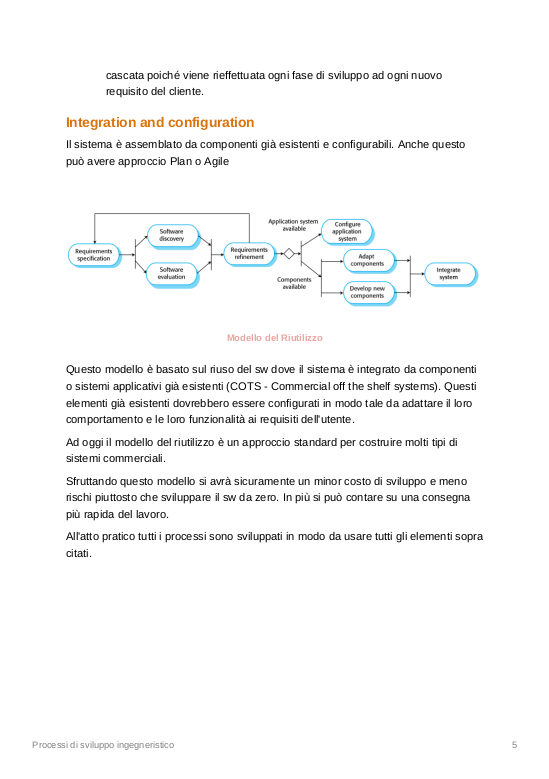 cascata poiché viene rieffettuata ogni fase di sviluppo ad ogni nuovo
requisito del cliente.
Integration and configuration
Il sistema è assemblato da componenti già esistenti e configurabili. Anche questo
può avere approccio Plan o Agile
Requirements
specification
Software
discovery
Software
evaluation
Requirements
refinement
Application system
available
Components
available
Configure
application
system
Adapt
components
Develop new
components
Integrate
system
Modello del Riutilizzo
Questo modello è basato sul riuso del sw dove il sistema è integrato da componenti
o sistemi applicativi già esistenti (COTS - Commercial off the shelf systems). Questi
elementi già esistenti dovrebbero essere configurati in modo tale da adattare il loro
comportamento e le loro funzionalità ai requisiti dell'utente.
Ad oggi il modello del riutilizzo è un approccio standard per costruire molti tipi di
sistemi commerciali.
Sfruttando questo modello si avrà sicuramente un minor costo di sviluppo e meno
rischi piuttosto che sviluppare il sw da zero. In più si può contare su una consegna
più rapida del lavoro.
All'atto pratico tutti i processi sono sviluppati in modo da usare tutti gli elementi sopra
citati.
Processi di sviluppo ingegneristico
5